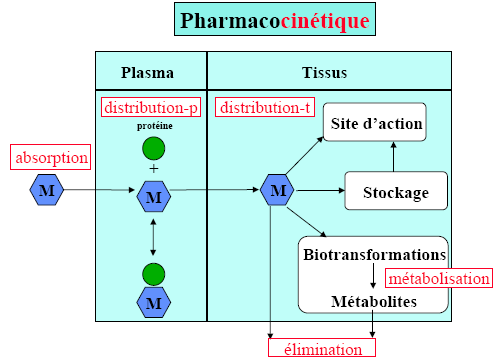 Pharmacocinétique
Plasma
Tissus
distribution-p
distribution-t
protéine
Site d'action
absorption
+
M
M
M
Stockage
Biotransformations
métabolisation
M
Métabolites
élimination